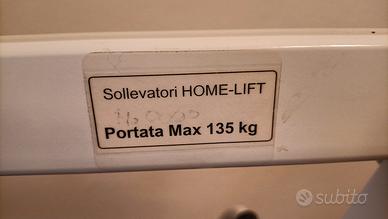 Sollevatori HOME-LIFT
Portata Max 135 kg
subito